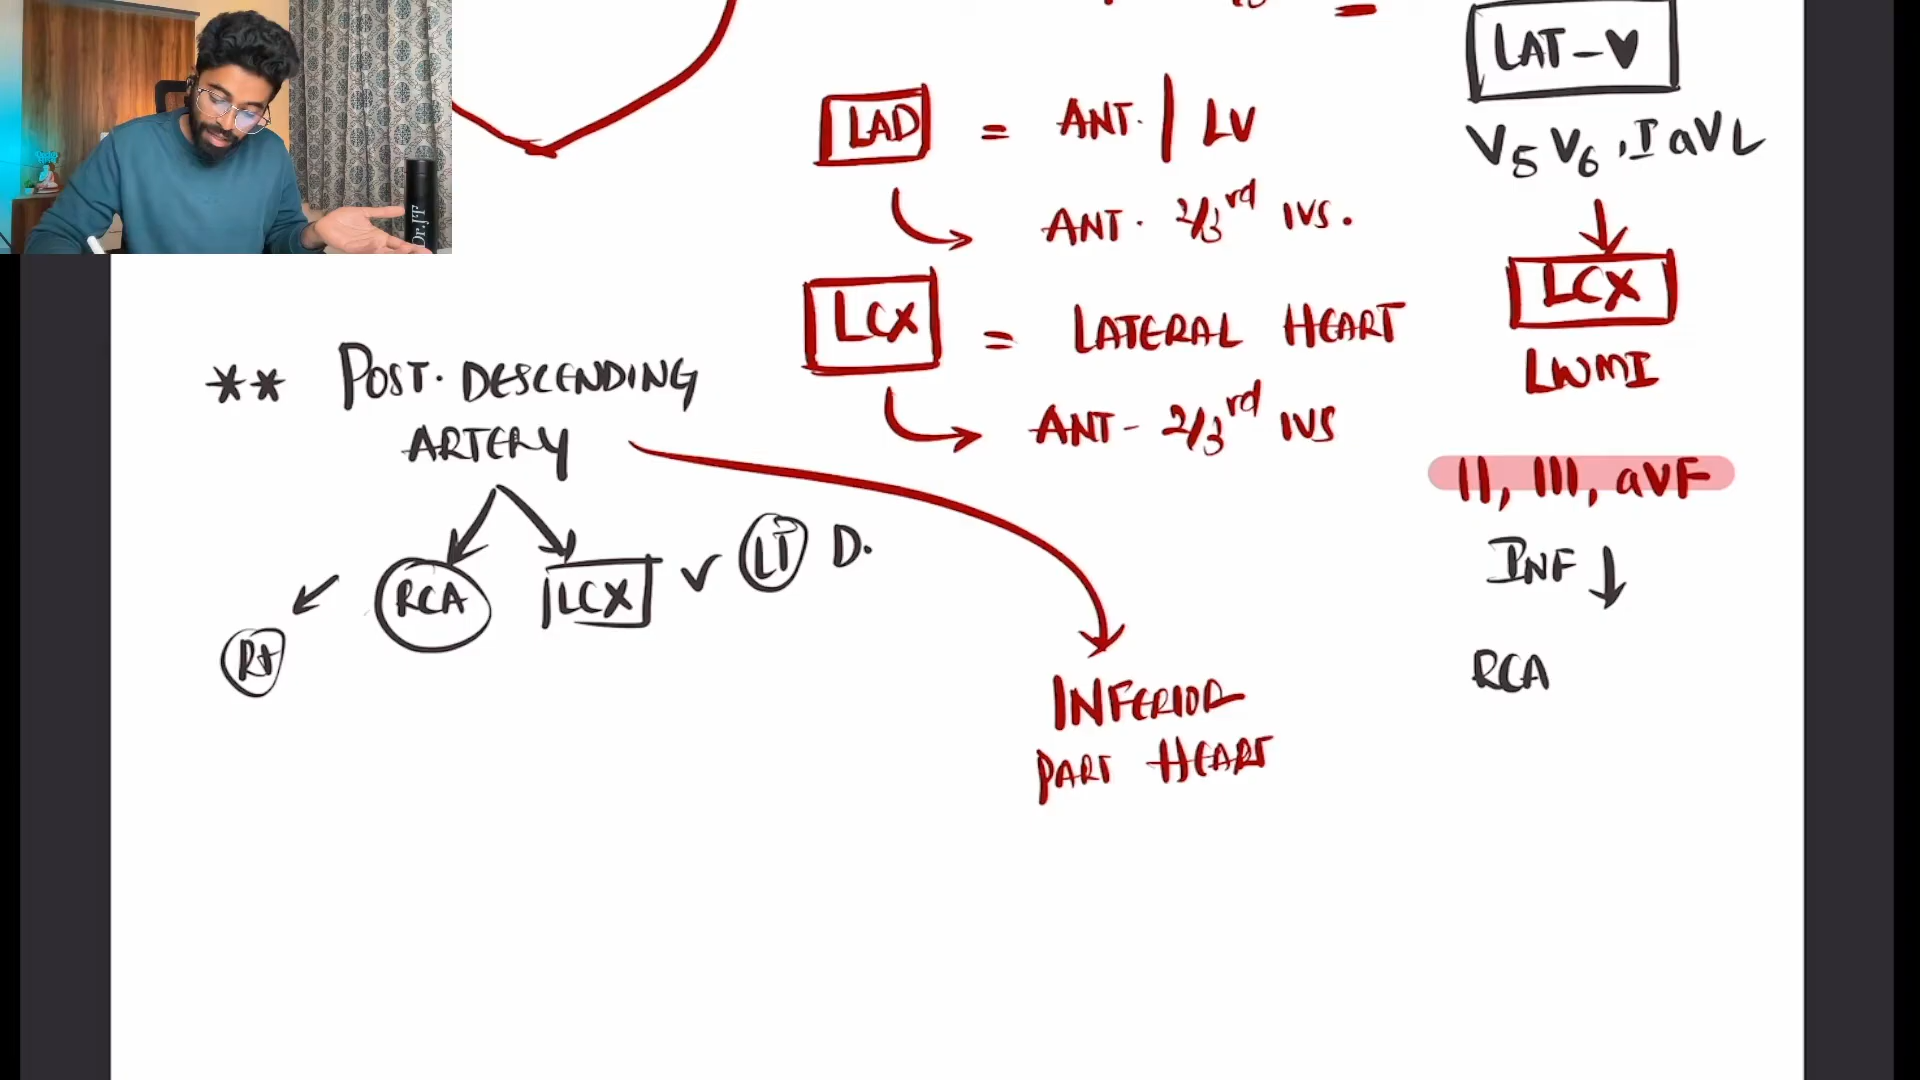 LAT - V
LAD = ANT. | LV
V5 V6, I aVL
ANT. 2/3rd IVS.
LCX
LCX = LATERAL HEART
LWMI
** POST. DESCENDING
ARTERY
ANT - 2/3rd IVS
II, III, aVF
LT D.
INF ↓
RCA LCX ✓
Rt
RCA
INFERIOR
PART HEART
Dr.IT